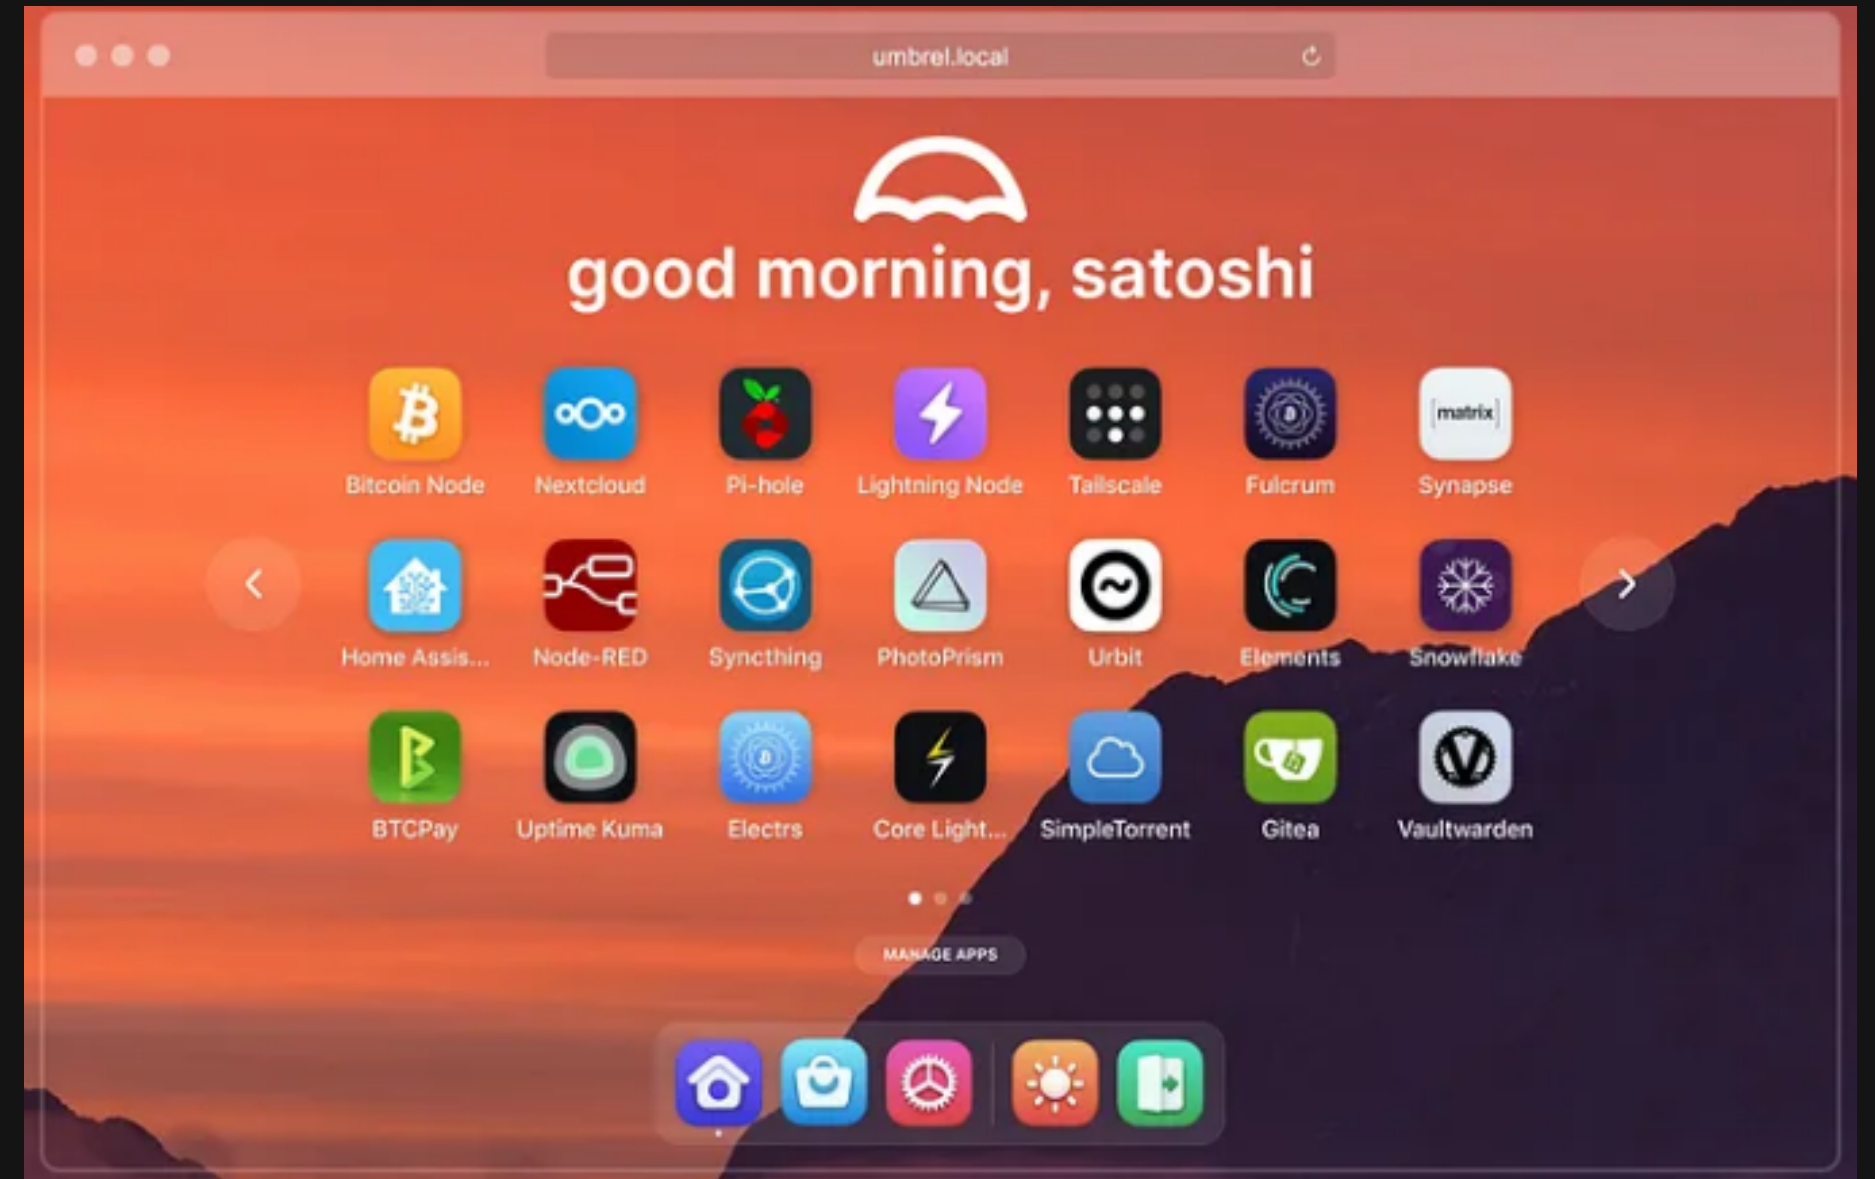 umbrel.local
good morning, satoshi
[matrix]
Bitcoin Node
Nextcloud
Pi-hole
Lightning Node
Tailscale
Fulcrum
Synapse
Home Assis...
Node-RED
Syncthing
PhotoPrism
Urbit
Elements
Snowflake
BTCPay
Uptime Kuma
Electrs
Core Light...
SimpleTorrent
Gitea
Vaultwarden
MANAGE APPS